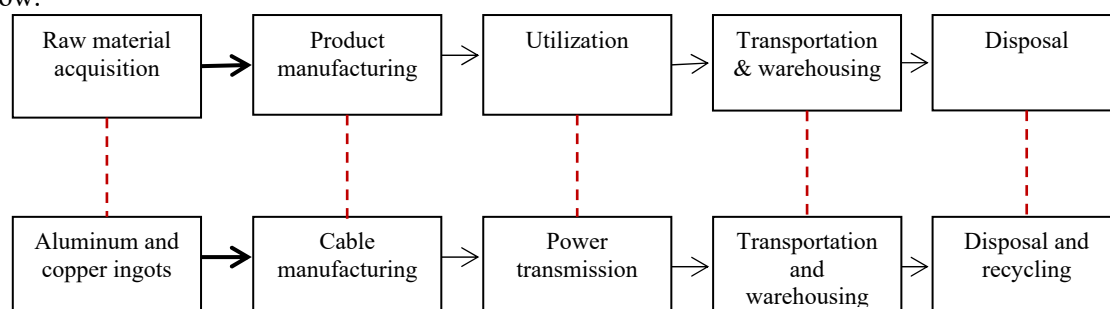 Raw material
acquisition
Product
manufacturing
Utilization
Transportation
& warehousing
Disposal
Aluminum and
copper ingots
Cable
manufacturing
Power
transmission
Transportation
and
warehousing
Disposal and
recycling